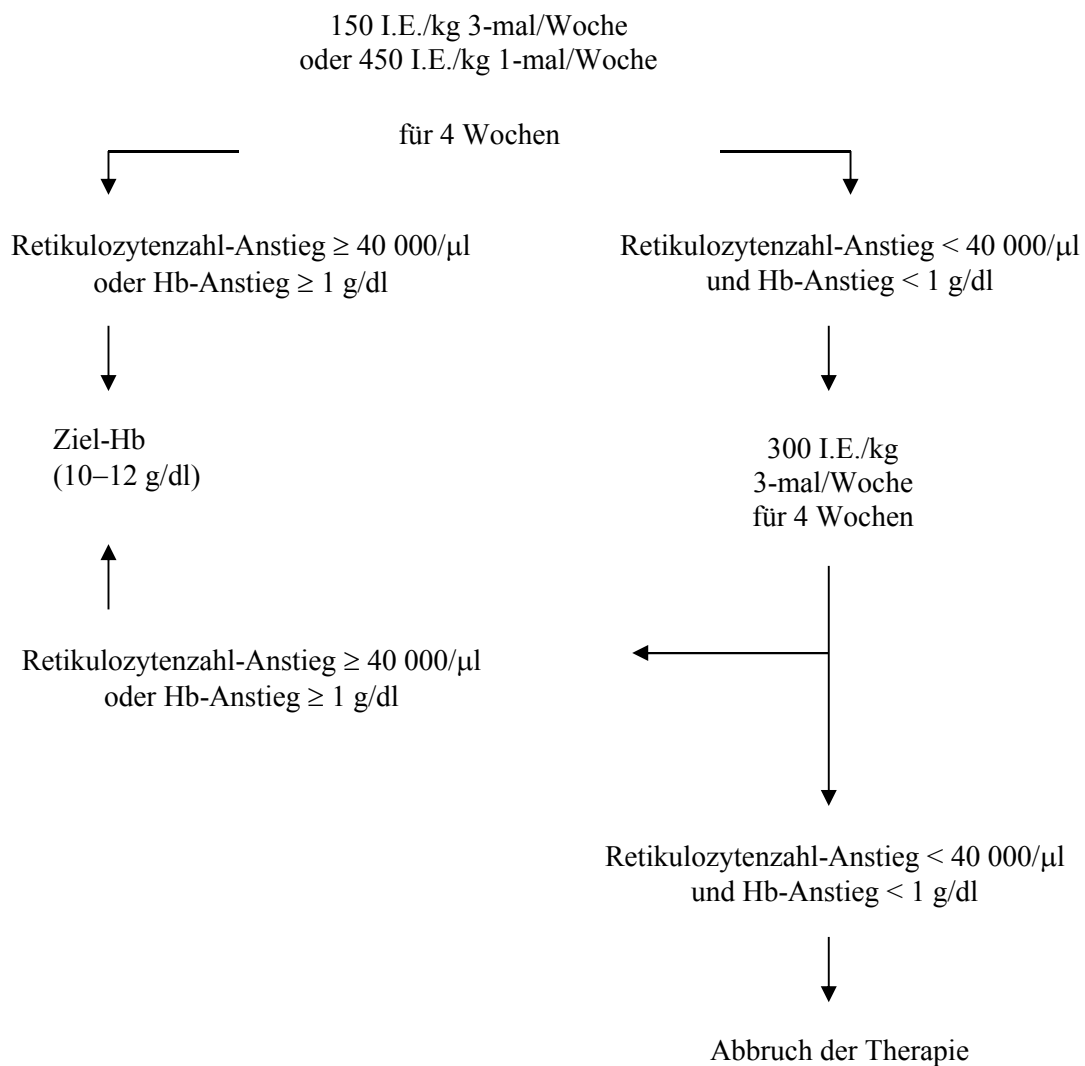 150 I.E./kg 3-mal/Woche
oder 450 I.E./kg 1-mal/Woche
für 4 Wochen
Retikulozytenzahl-Anstieg ≥ 40 000/μl
oder Hb-Anstieg ≥ 1 g/dl
Retikulozytenzahl-Anstieg < 40 000/μl
und Hb-Anstieg < 1 g/dl
Ziel-Hb
(10–12 g/dl)
300 I.E./kg
3-mal/Woche
für 4 Wochen
Retikulozytenzahl-Anstieg ≥ 40 000/μl
oder Hb-Anstieg ≥ 1 g/dl
Retikulozytenzahl-Anstieg < 40 000/μl
und Hb-Anstieg < 1 g/dl
Abbruch der Therapie